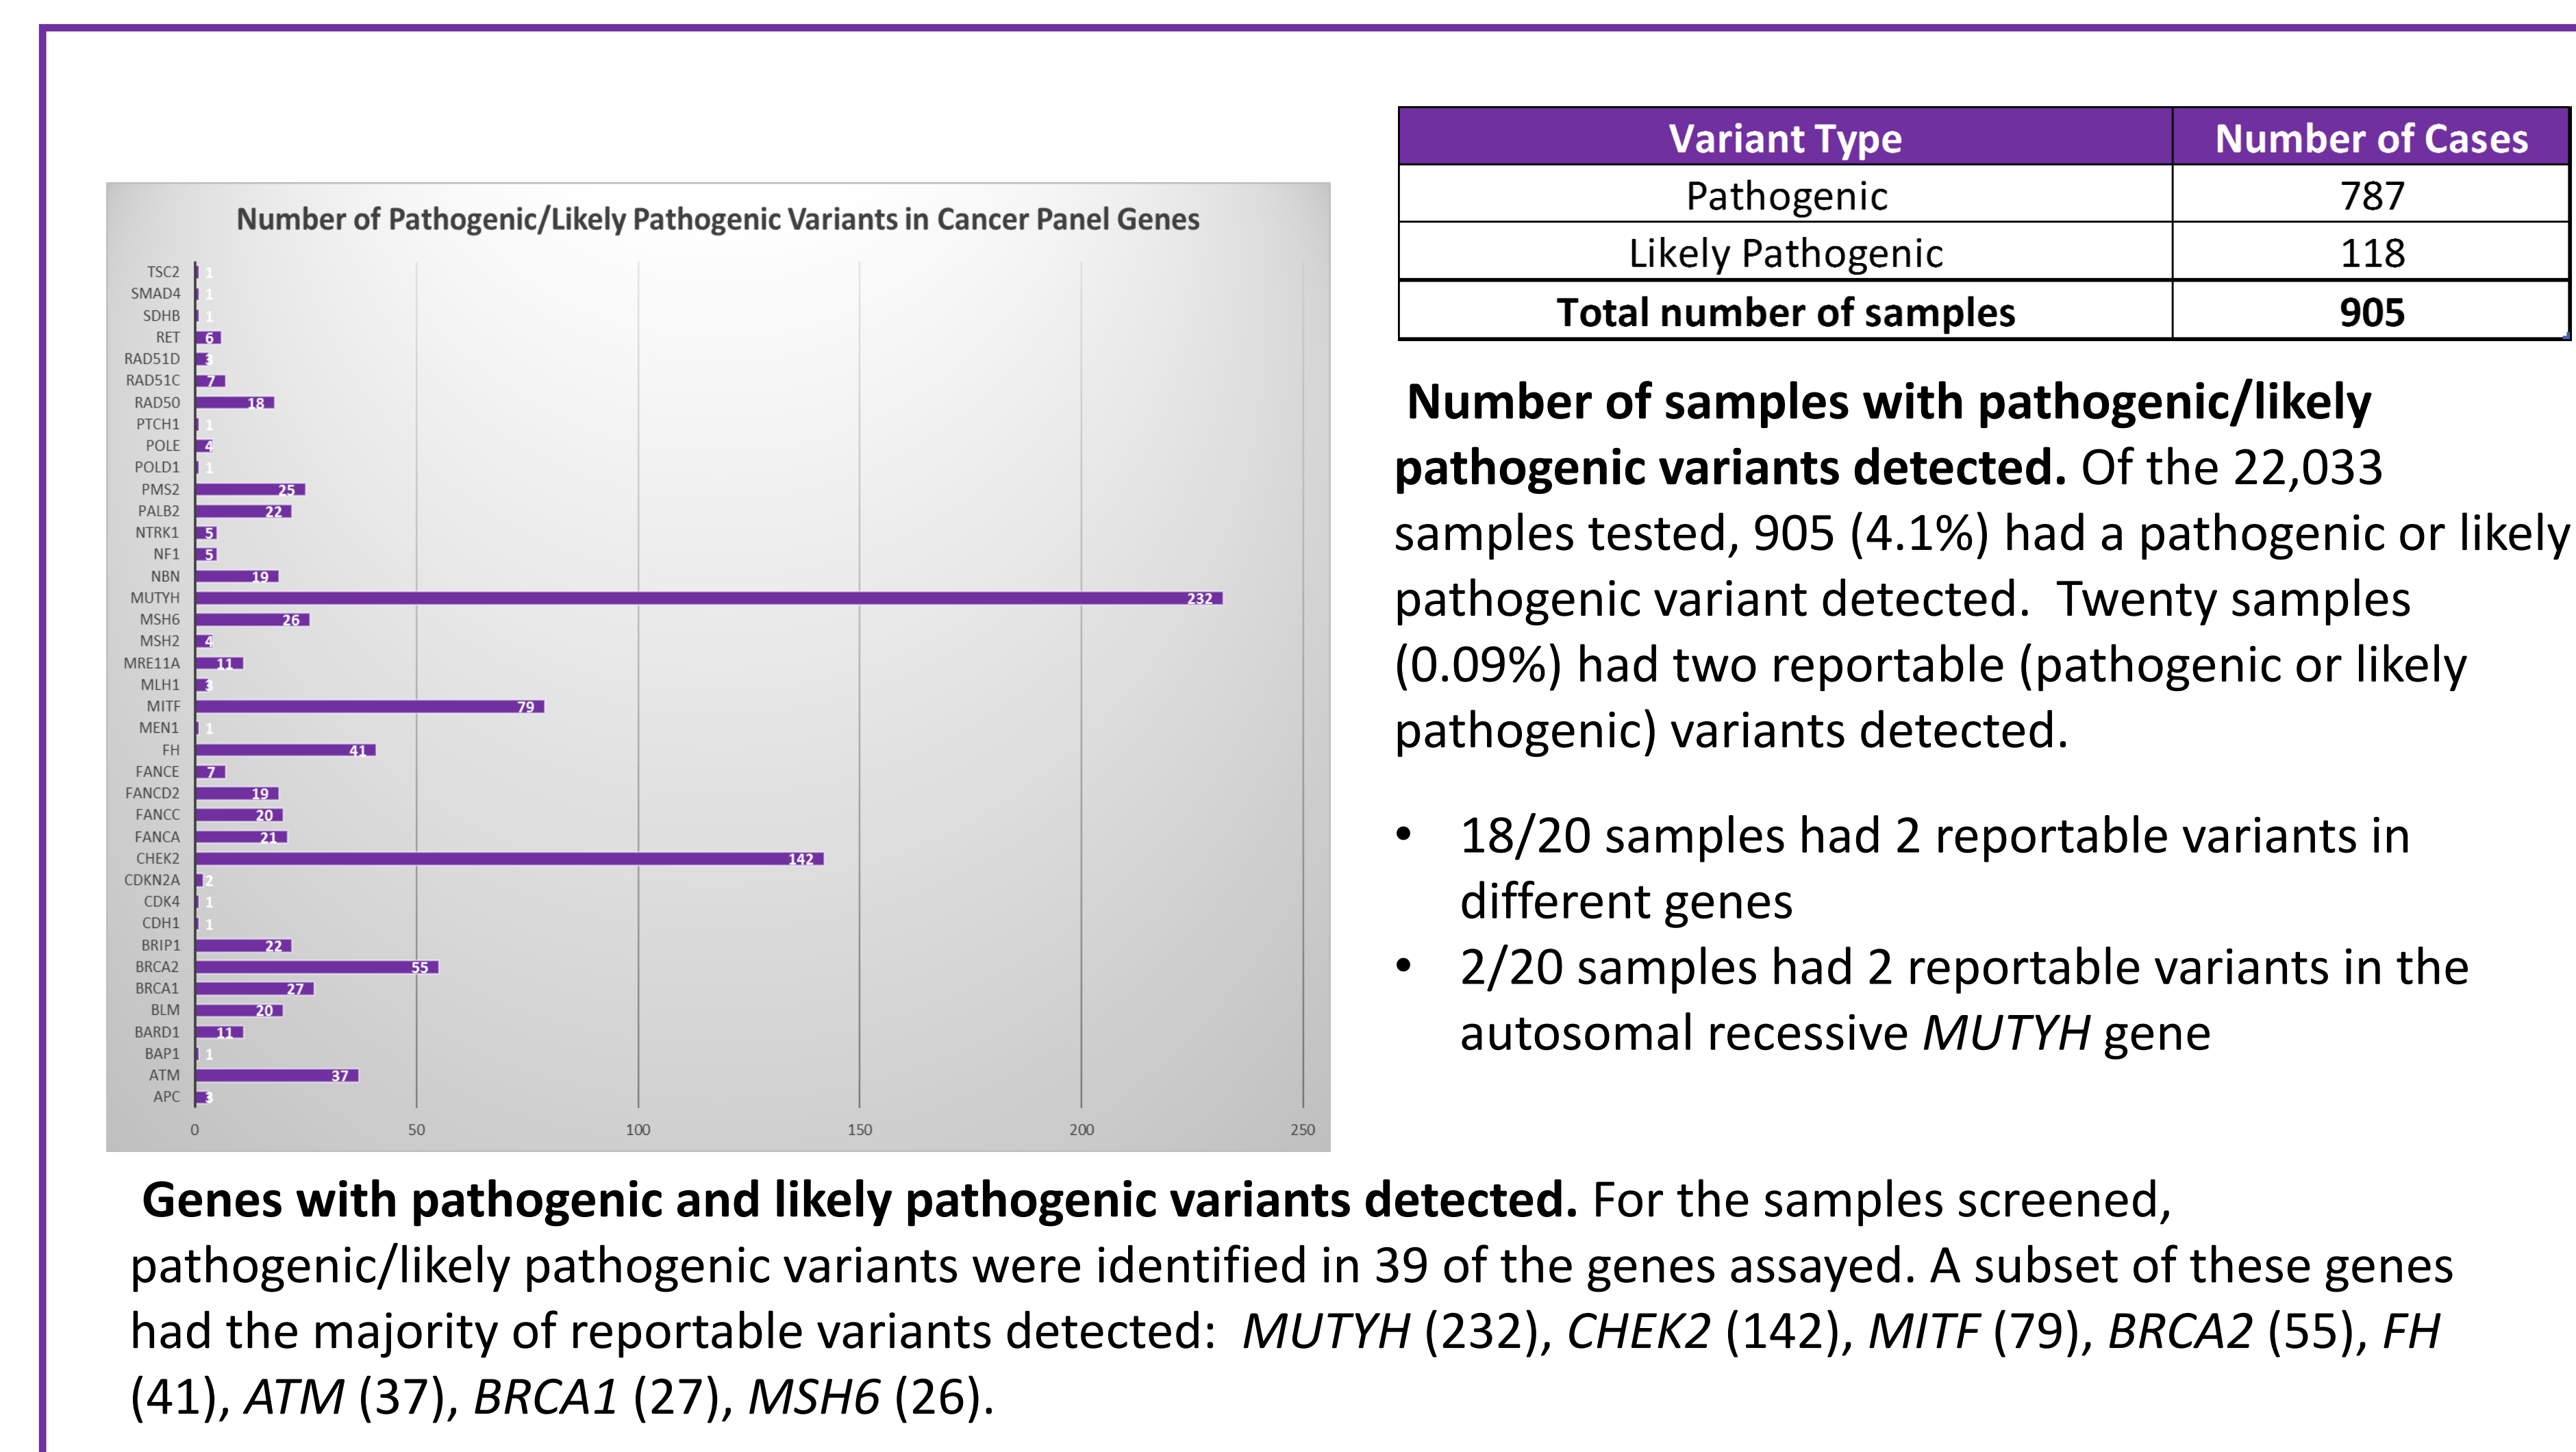 Number of Pathogenic/Likely Pathogenic Variants in Cancer Panel Genes
TSC2 1
SMAD4 1
SDHB 1
RET 6
RAD51D 3
RAD51C 7
RAD50 18
PTCH1 1
POLE 4
POLD1 1
PMS2 25
PALB2 22
NTRK1 5
NF1 5
NBN 19
MUTYH 232
MSH6 26
MSH2 4
MRE11A 11
MLH1 3
MITF 79
MEN1 1
FH 41
FANCE 7
FANCD2 19
FANCC 20
FANCA 21
CHEK2 142
CDKN2A 2
CDK4 1
CDH1 1
BRIP1 22
BRCA2 55
BRCA1 27
BLM 20
BARD1 11
BAP1 1
ATM 37
APC 3
0 50 100 150 200 250
Variant Type Number of Cases
Pathogenic 787
Likely Pathogenic 118
Total number of samples 905
Number of samples with pathogenic/likely
pathogenic variants detected. Of the 22,033
samples tested, 905 (4.1%) had a pathogenic or likely
pathogenic variant detected. Twenty samples
(0.09%) had two reportable (pathogenic or likely
pathogenic) variants detected.
• 18/20 samples had 2 reportable variants in
different genes
• 2/20 samples had 2 reportable variants in the
autosomal recessive MUTYH gene
Genes with pathogenic and likely pathogenic variants detected. For the samples screened,
pathogenic/likely pathogenic variants were identified in 39 of the genes assayed. A subset of these genes
had the majority of reportable variants detected: MUTYH (232), CHEK2 (142), MITF (79), BRCA2 (55), FH
(41), ATM (37), BRCA1 (27), MSH6 (26).